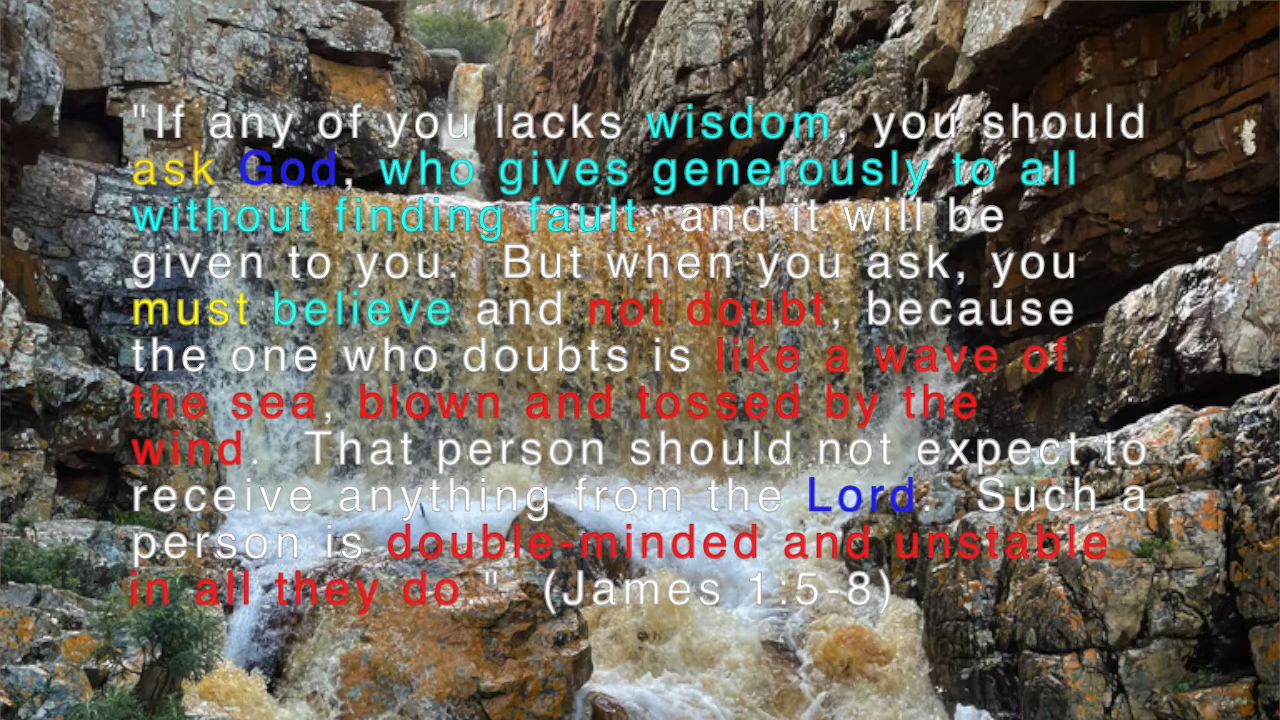 "If any of you lacks wisdom, you should
ask God, who gives generously to all
without finding fault, and it will be
given to you.  But when you ask, you
must believe and not doubt, because
the one who doubts is like a wave of
the sea, blown and tossed by the
wind.  That person should not expect to
receive anything from the Lord.  Such a
person is double-minded and unstable
in all they do "  (James 1:5-8)